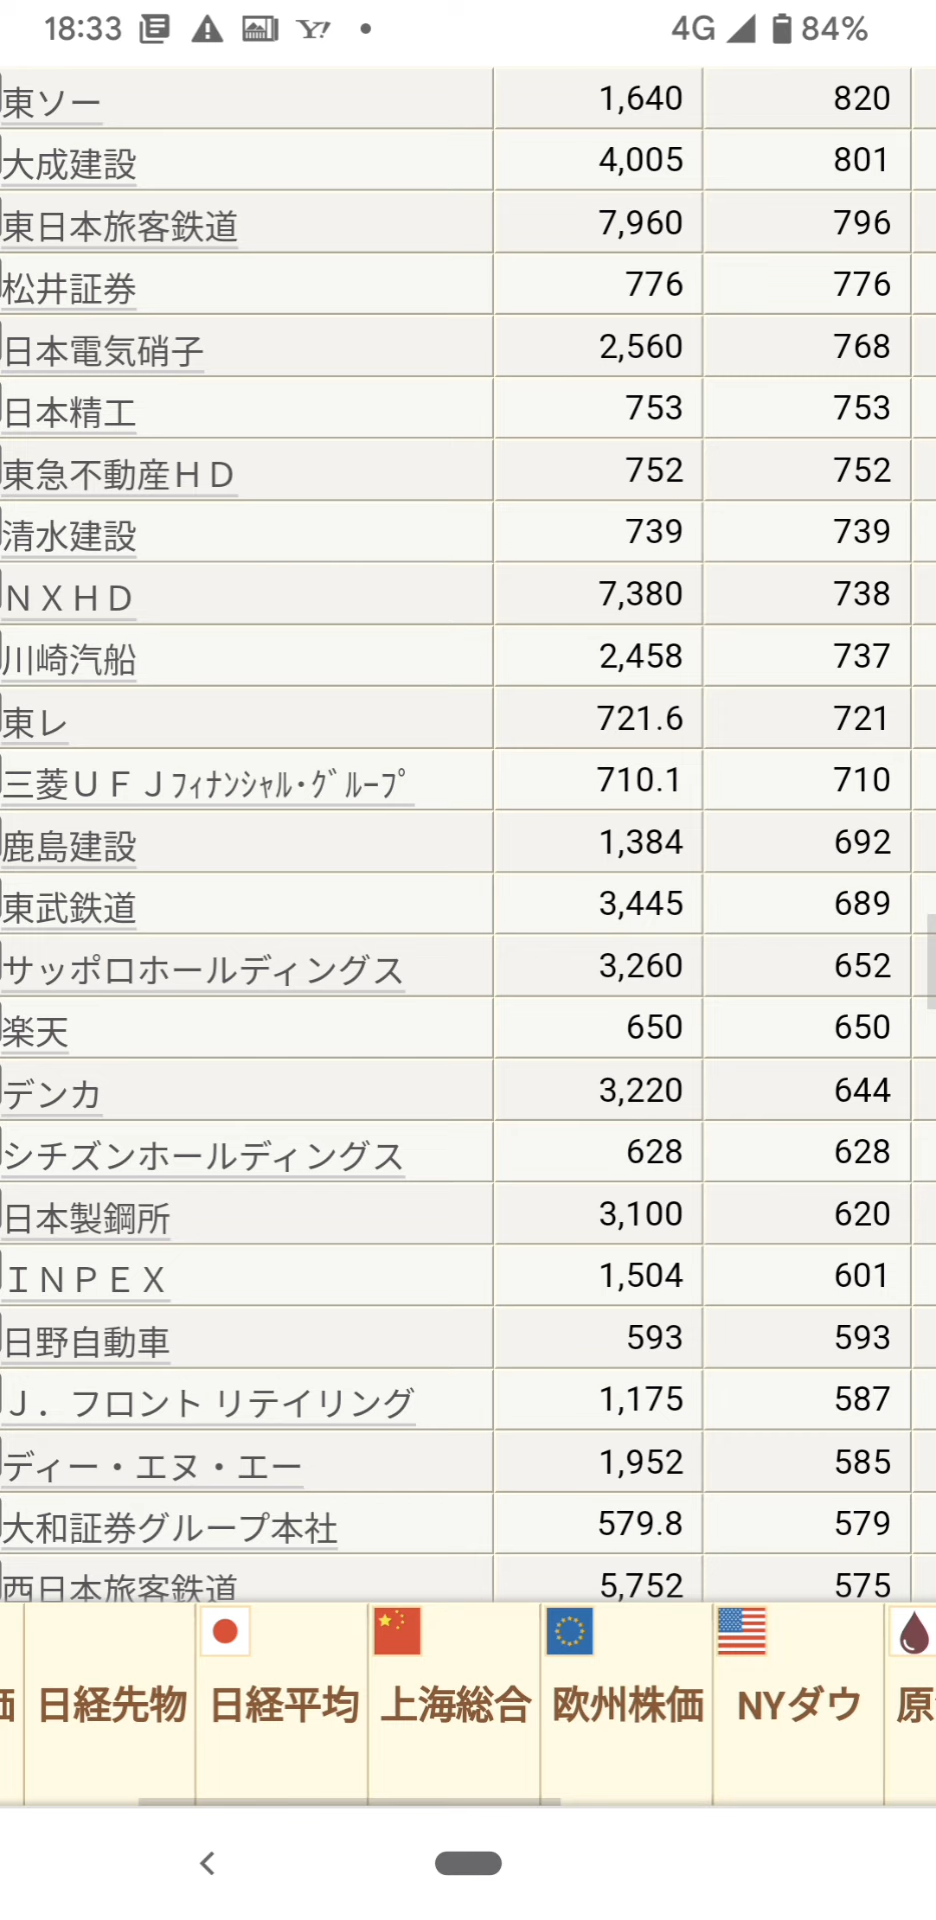 18:33 4G 84%
東ソー 1,640 820
大成建設 4,005 801
東日本旅客鉄道 7,960 796
松井証券 776 776
日本電気硝子 2,560 768
日本精工 753 753
東急不動産ＨＤ 752 752
清水建設 739 739
ＮＸＨＤ 7,380 738
川崎汽船 2,458 737
東レ 721.6 721
三菱ＵＦＪﾌｨﾅﾝｼｬﾙ･ｸﾞﾙｰﾌﾟ 710.1 710
鹿島建設 1,384 692
東武鉄道 3,445 689
サッポロホールディングス 3,260 652
楽天 650 650
デンカ 3,220 644
シチズンホールディングス 628 628
日本製鋼所 3,100 620
ＩＮＰＥＸ 1,504 601
日野自動車 593 593
Ｊ．フロント リテイリング 1,175 587
ディー・エヌ・エー 1,952 585
大和証券グループ本社 579.8 579
西日本旅客鉄道 5,752 575
日経先物 日経平均 上海総合 欧州株価 NYダウ 原